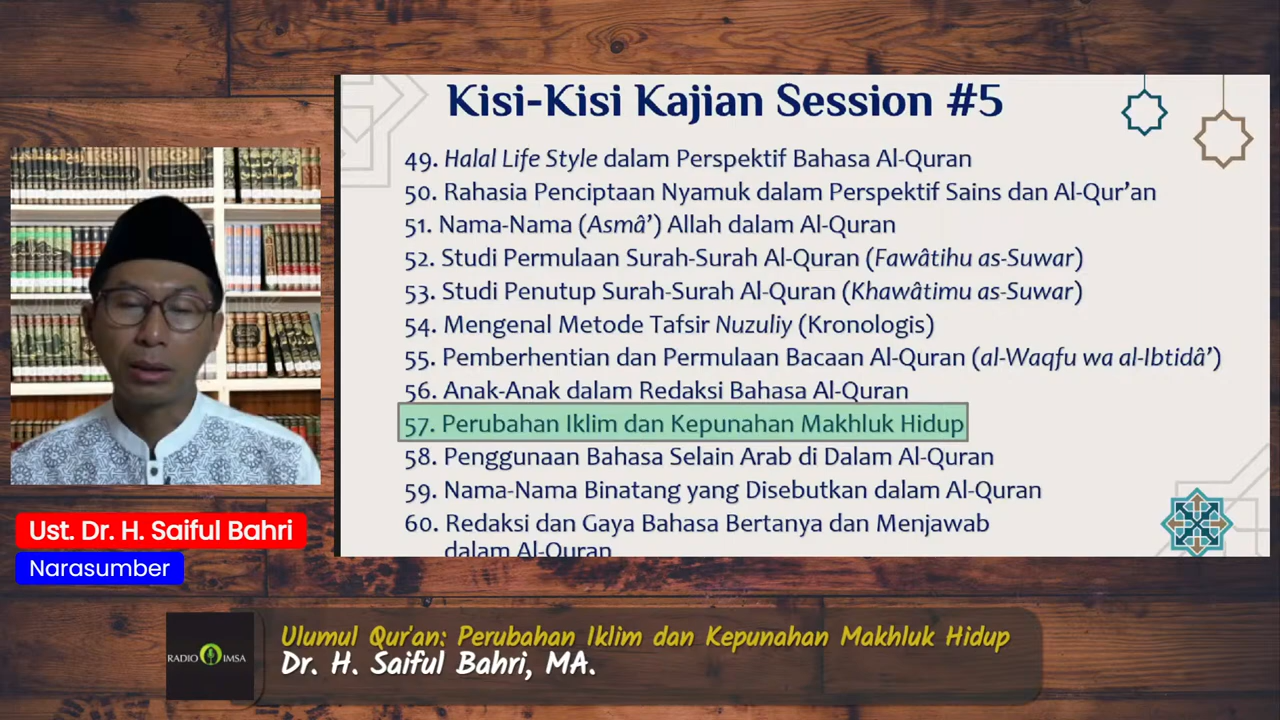 Kisi-Kisi Kajian Session #5
49. Halal Life Style dalam Perspektif Bahasa Al-Quran
50. Rahasia Penciptaan Nyamuk dalam Perspektif Sains dan Al-Qur’an
51. Nama-Nama (Asmâ’) Allah dalam Al-Quran
52. Studi Permulaan Surah-Surah Al-Quran (Fawâtihu as-Suwar)
53. Studi Penutup Surah-Surah Al-Quran (Khawâtimu as-Suwar)
54. Mengenal Metode Tafsir Nuzuliy (Kronologis)
55. Pemberhentian dan Permulaan Bacaan Al-Quran (al-Waqfu wa al-Ibtidâ’)
56. Anak-Anak dalam Redaksi Bahasa Al-Quran
57. Perubahan Iklim dan Kepunahan Makhluk Hidup
58. Penggunaan Bahasa Selain Arab di Dalam Al-Quran
59. Nama-Nama Binatang yang Disebutkan dalam Al-Quran
60. Redaksi dan Gaya Bahasa Bertanya dan Menjawab
dalam Al-Quran
Ust. Dr. H. Saiful Bahri
Narasumber
RADIO IMSA
Ulumul Qur'an: Perubahan Iklim dan Kepunahan Makhluk Hidup
Dr. H. Saiful Bahri, MA.